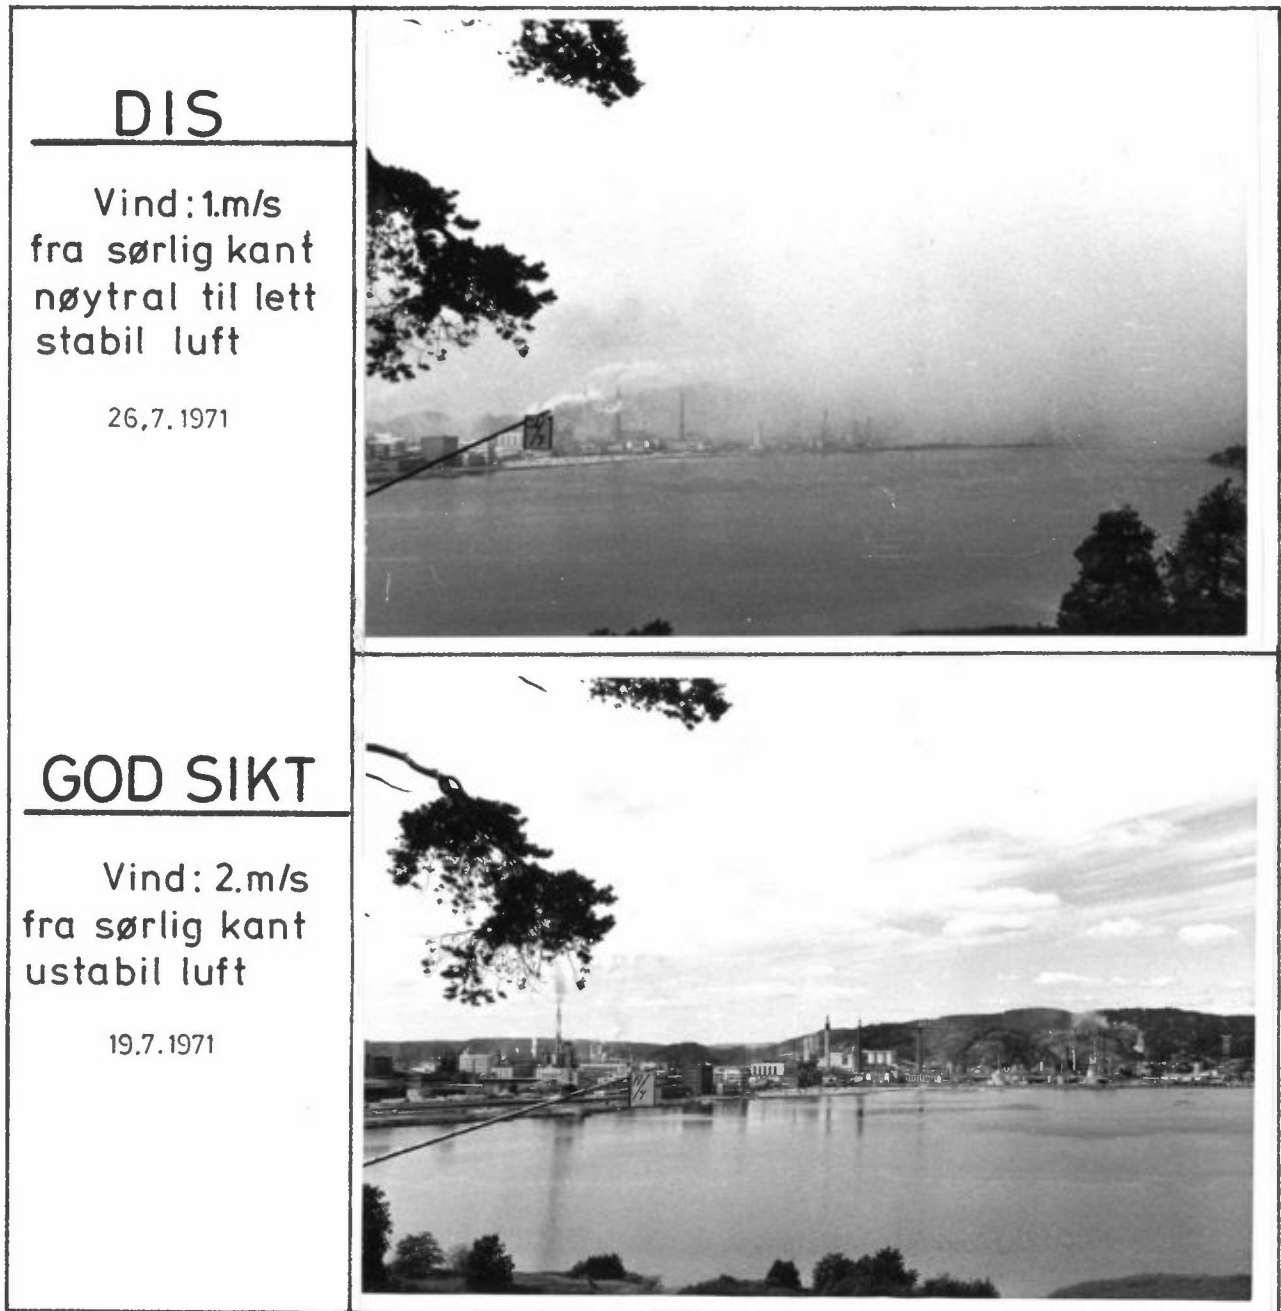 DIS
Vind: 1.m/s
fra sørlig kant
nøytral til lett
stabil luft
26,7.1971
GOD SIKT
Vind: 2.m/s
fra sørlig kant
ustabil luft
19.7.1971